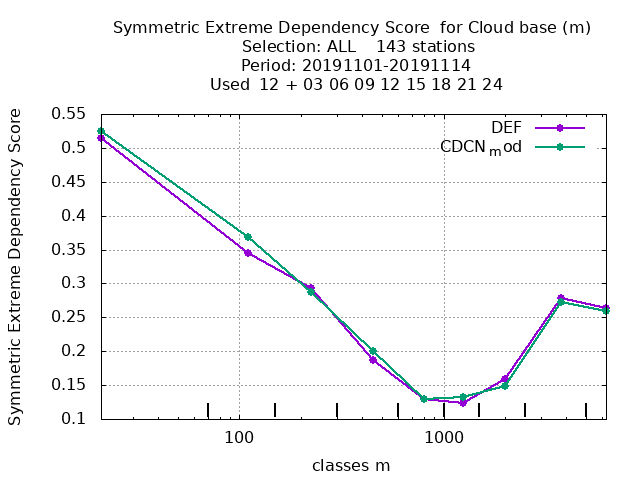 Symmetric Extreme Dependency Score  for Cloud base (m)
Selection: ALL    143 stations
Period: 20191101-20191114
Used  12 + 03 06 09 12 15 18 21 24
DEF
CDCNmod
Symmetric Extreme Dependency Score
0.55
0.5
0.45
0.4
0.35
0.3
0.25
0.2
0.15
0.1
100
1000
classes m